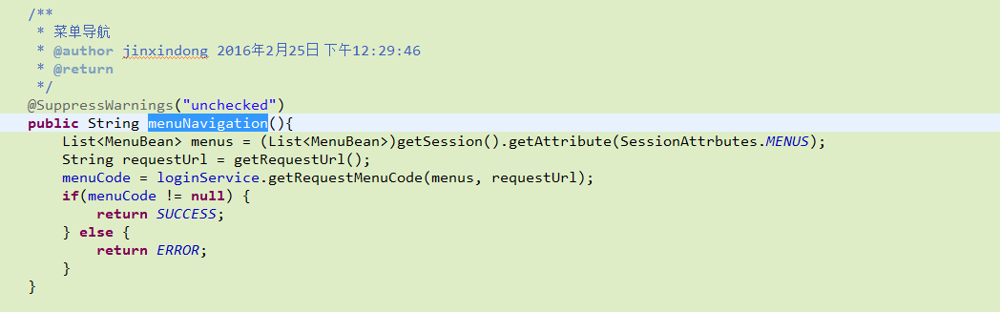 /**
 * 菜单导航
 * @author jinxindong 2016年2月25日 下午12:29:46
 * @return
 */
@SuppressWarnings("unchecked")
public String menuNavigation(){
    List<MenuBean> menus = (List<MenuBean>)getSession().getAttribute(SessionAttrbutes.MENUS);
    String requestUrl = getRequestUrl();
    menuCode = loginService.getRequestMenuCode(menus, requestUrl);
    if(menuCode != null) {
        return SUCCESS;
    } else {
        return ERROR;
    }
}